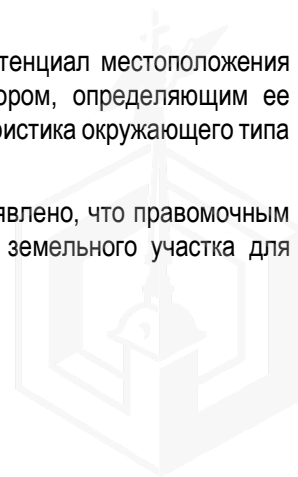 тенциал местоположения
ором, определяющим ее
ристика окружающего типа
явлено, что правомочным
земельного участка для